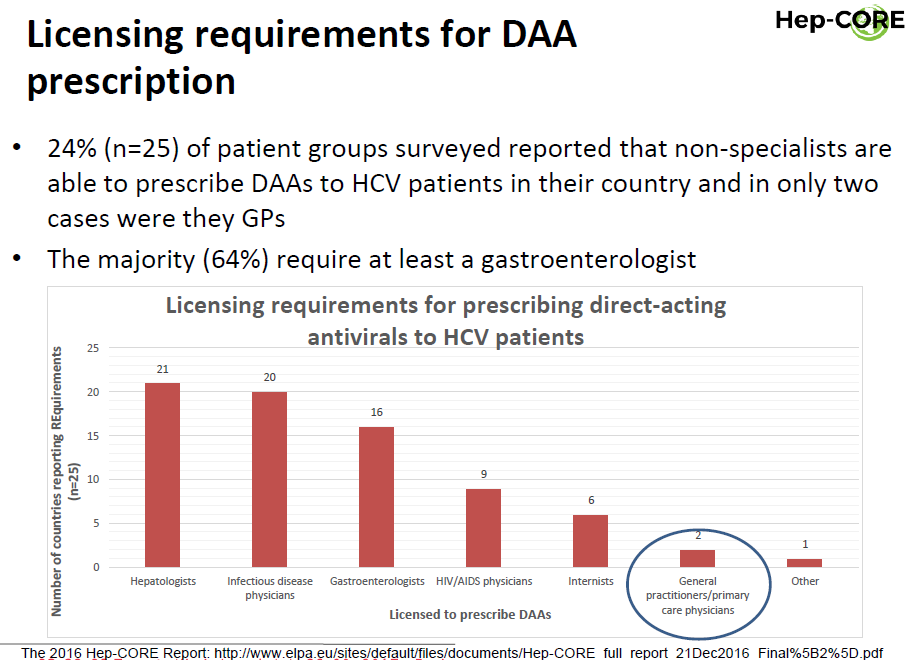 Licensing requirements for DAA
prescription
Hep-CORE
• 24% (n=25) of patient groups surveyed reported that non-specialists are
able to prescribe DAAs to HCV patients in their country and in only two
cases were they GPs
• The majority (64%) require at least a gastroenterologist
Licensing requirements for prescribing direct-acting
antivirals to HCV patients
Number of countries reporting REquirements
(n=25)
25
20
15
10
5
0
21
20
16
9
6
2
1
Hepatologists
Infectious disease
physicians
Gastroenterologists
HIV/AIDS physicians
Internists
General
practitioners/primary
care physicians
Other
Licensed to prescribe DAAs
The 2016 Hep-CORE Report: http://www.elpa.eu/sites/default/files/documents/Hep-CORE_full_report_21Dec2016_Final%5B2%5D.pdf